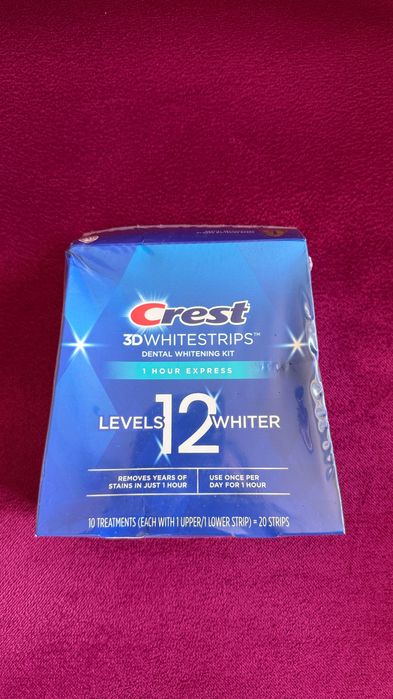 Crest
3DWHITESTRIPS™
DENTAL WHITENING KIT
1 HOUR EXPRESS
LEVELS 12 WHITER
REMOVES YEARS OF
STAINS IN JUST 1 HOUR
USE ONCE PER
DAY FOR 1 HOUR
10 TREATMENTS (EACH WITH 1 UPPER/1 LOWER STRIP) = 20 STRIPS